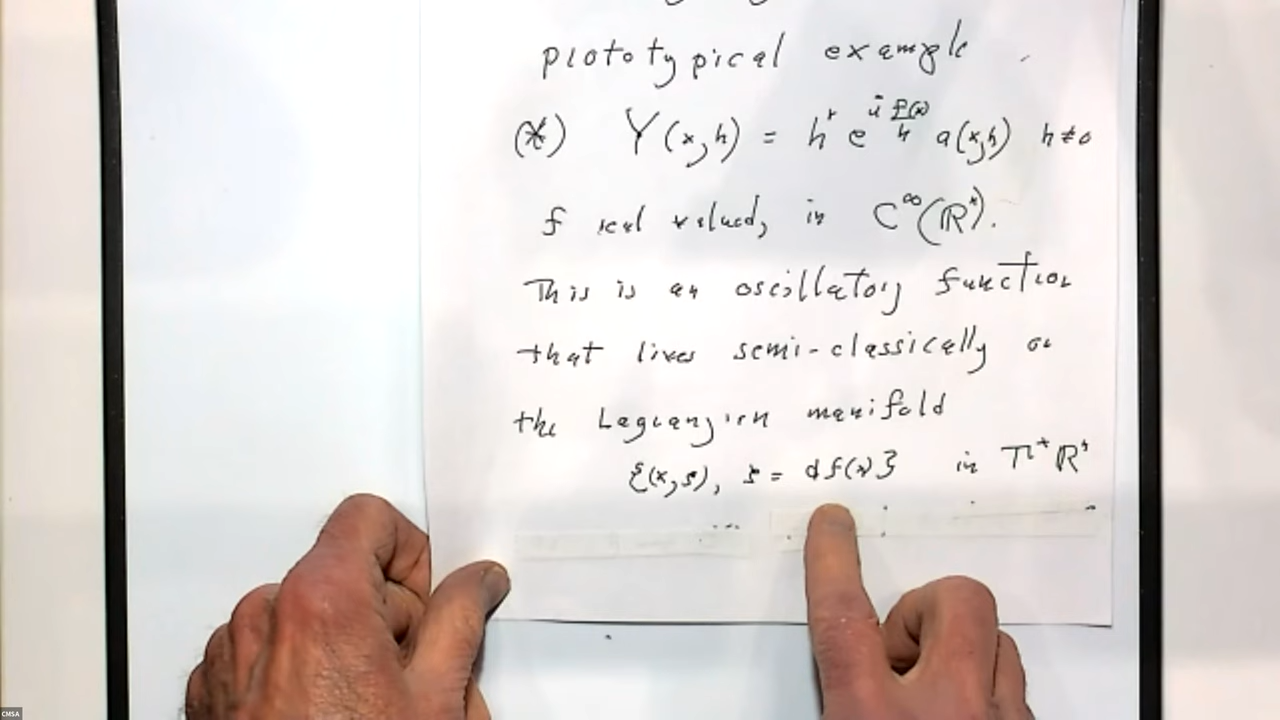 prototypical example
(*) Υ(x,h) = h^r e^{i f(x)/h} a(x,h) h≠0
f real valued, in C^∞(ℝ^n).
This is an oscillatory function
that lives semi-classically on
the Lagrangian manifold
{(x,ξ), ξ = df(x)} in T*ℝ^n
CMSA